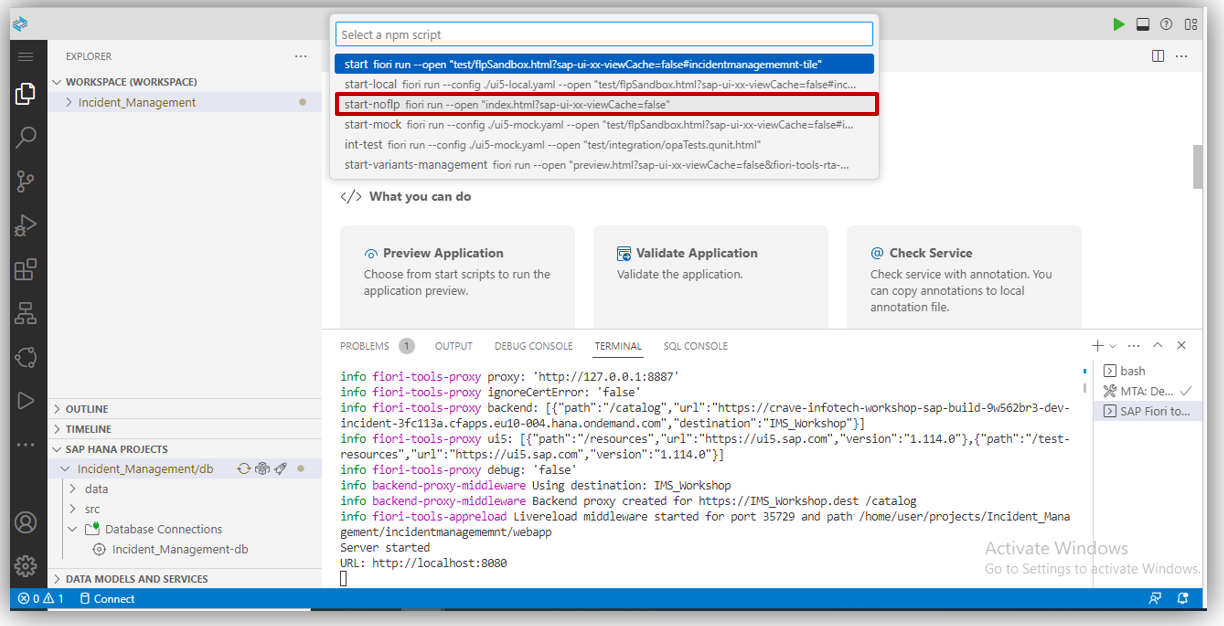 Select a npm script
start fiori run --open "test/flpSandbox.html?sap-ui-xx-viewCache=false#incidentmanagememnt-tile"
start-local fiori run --config ./ui5-local.yaml --open "test/flpSandbox.html?sap-ui-xx-viewCache=false#inc...
start-noflp fiori run --open "index.html?sap-ui-xx-viewCache=false"
start-mock fiori run --config ./ui5-mock.yaml --open "test/flpSandbox.html?sap-ui-xx-viewCache=false#i...
int-test fiori run --config ./ui5-mock.yaml --open "test/integration/opaTests.qunit.html"
start-variants-management fiori run --open "preview.html?sap-ui-xx-viewCache=false&fiori-tools-rta-...
EXPLORER
WORKSPACE (WORKSPACE)
Incident_Management
OUTLINE
TIMELINE
SAP HANA PROJECTS
Incident_Management/db
data
src
Database Connections
Incident_Management-db
DATA MODELS AND SERVICES
</> What you can do
Preview Application
Choose from start scripts to run the
application preview.
Validate Application
Validate the application.
@ Check Service
Check service with annotation. You
can copy annotations to local
annotation file.
PROBLEMS 1 OUTPUT DEBUG CONSOLE TERMINAL SQL CONSOLE
info fiori-tools-proxy proxy: 'http://127.0.0.1:8887'
info fiori-tools-proxy ignoreCertError: 'false'
info fiori-tools-proxy backend: [{"path":"/catalog","url":"https://crave-infotech-workshop-sap-build-9w562br3-dev-
incident-3fc113a.cfapps.eu10-004.hana.ondemand.com","destination":"IMS_Workshop"}]
info fiori-tools-proxy ui5: [{"path":"/resources","url":"https://ui5.sap.com","version":"1.114.0"},{"path":"/test-
resources","url":"https://ui5.sap.com","version":"1.114.0"}]
info fiori-tools-proxy debug: 'false'
info backend-proxy-middleware Using destination: IMS_Workshop
info backend-proxy-middleware Backend proxy created for https://IMS_Workshop.dest /catalog
info fiori-tools-appreload Livereload middleware started for port 35729 and path /home/user/projects/Incident_Mana
gement/incidentmanagememnt/webapp
Server started
URL: http://localhost:8080
bash
MTA: De...
SAP Fiori to...
Activate Windows
Go to Settings to activate Windows.
0 1 Connect